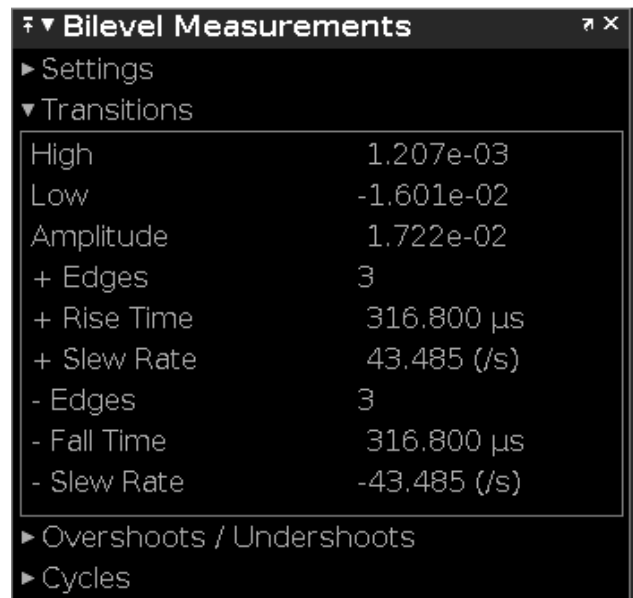 Bilevel Measurements
Settings
Transitions
High 1.207e-03
Low -1.601e-02
Amplitude 1.722e-02
+ Edges 3
+ Rise Time 316.800 µs
+ Slew Rate 43.485 (/s)
- Edges 3
- Fall Time 316.800 µs
- Slew Rate -43.485 (/s)
Overshoots / Undershoots
Cycles